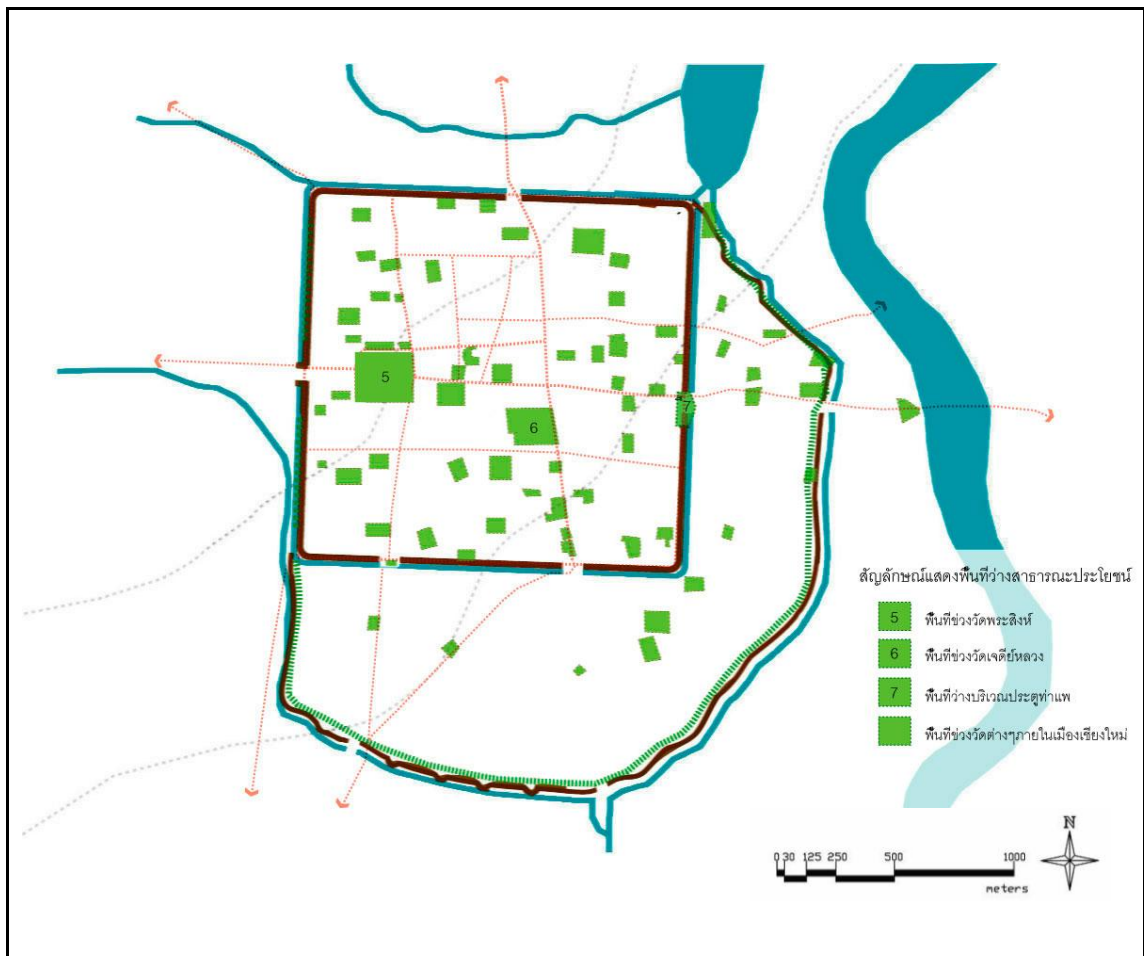 5
6
7
สัญลักษณ์แสดงพื้นที่ว่างสาธารณะประโยชน์
5 พื้นที่ข่วงวัดพระสิงห์
6 พื้นที่ข่วงวัดเจดีย์หลวง
7 พื้นที่ว่างบริเวณประตูท่าแพ
พื้นที่ข่วงวัดต่างๆภายในเมืองเชียงใหม่
N
0 30 125 250 500 1000
meters